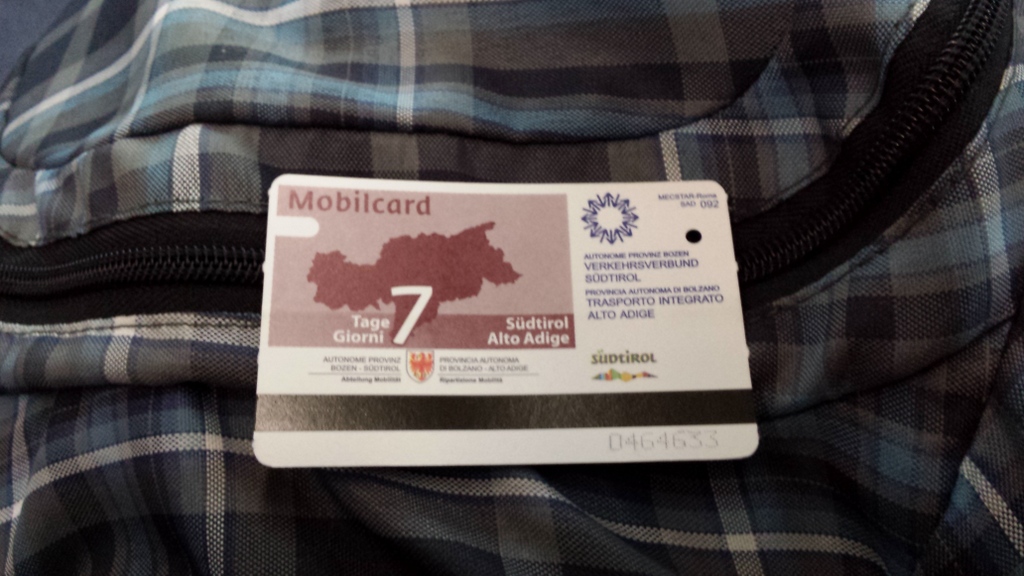 Mobilcard
7
Tage
Giorni
Südtirol
Alto Adige
AUTONOME PROVINZ
BOZEN - SÜDTIROL
Abteilung Mobilität
PROVINCIA AUTONOMA
DI BOLZANO - ALTO ADIGE
Ripartizione Mobilità
MECSTAR-Roma
SAD 092
AUTONOME PROVINZ BOZEN
VERKEHRSVERBUND
SÜDTIROL
PROVINCIA AUTONOMA DI BOLZANO
TRASPORTO INTEGRATO
ALTO ADIGE
SÜDTIROL
0464633